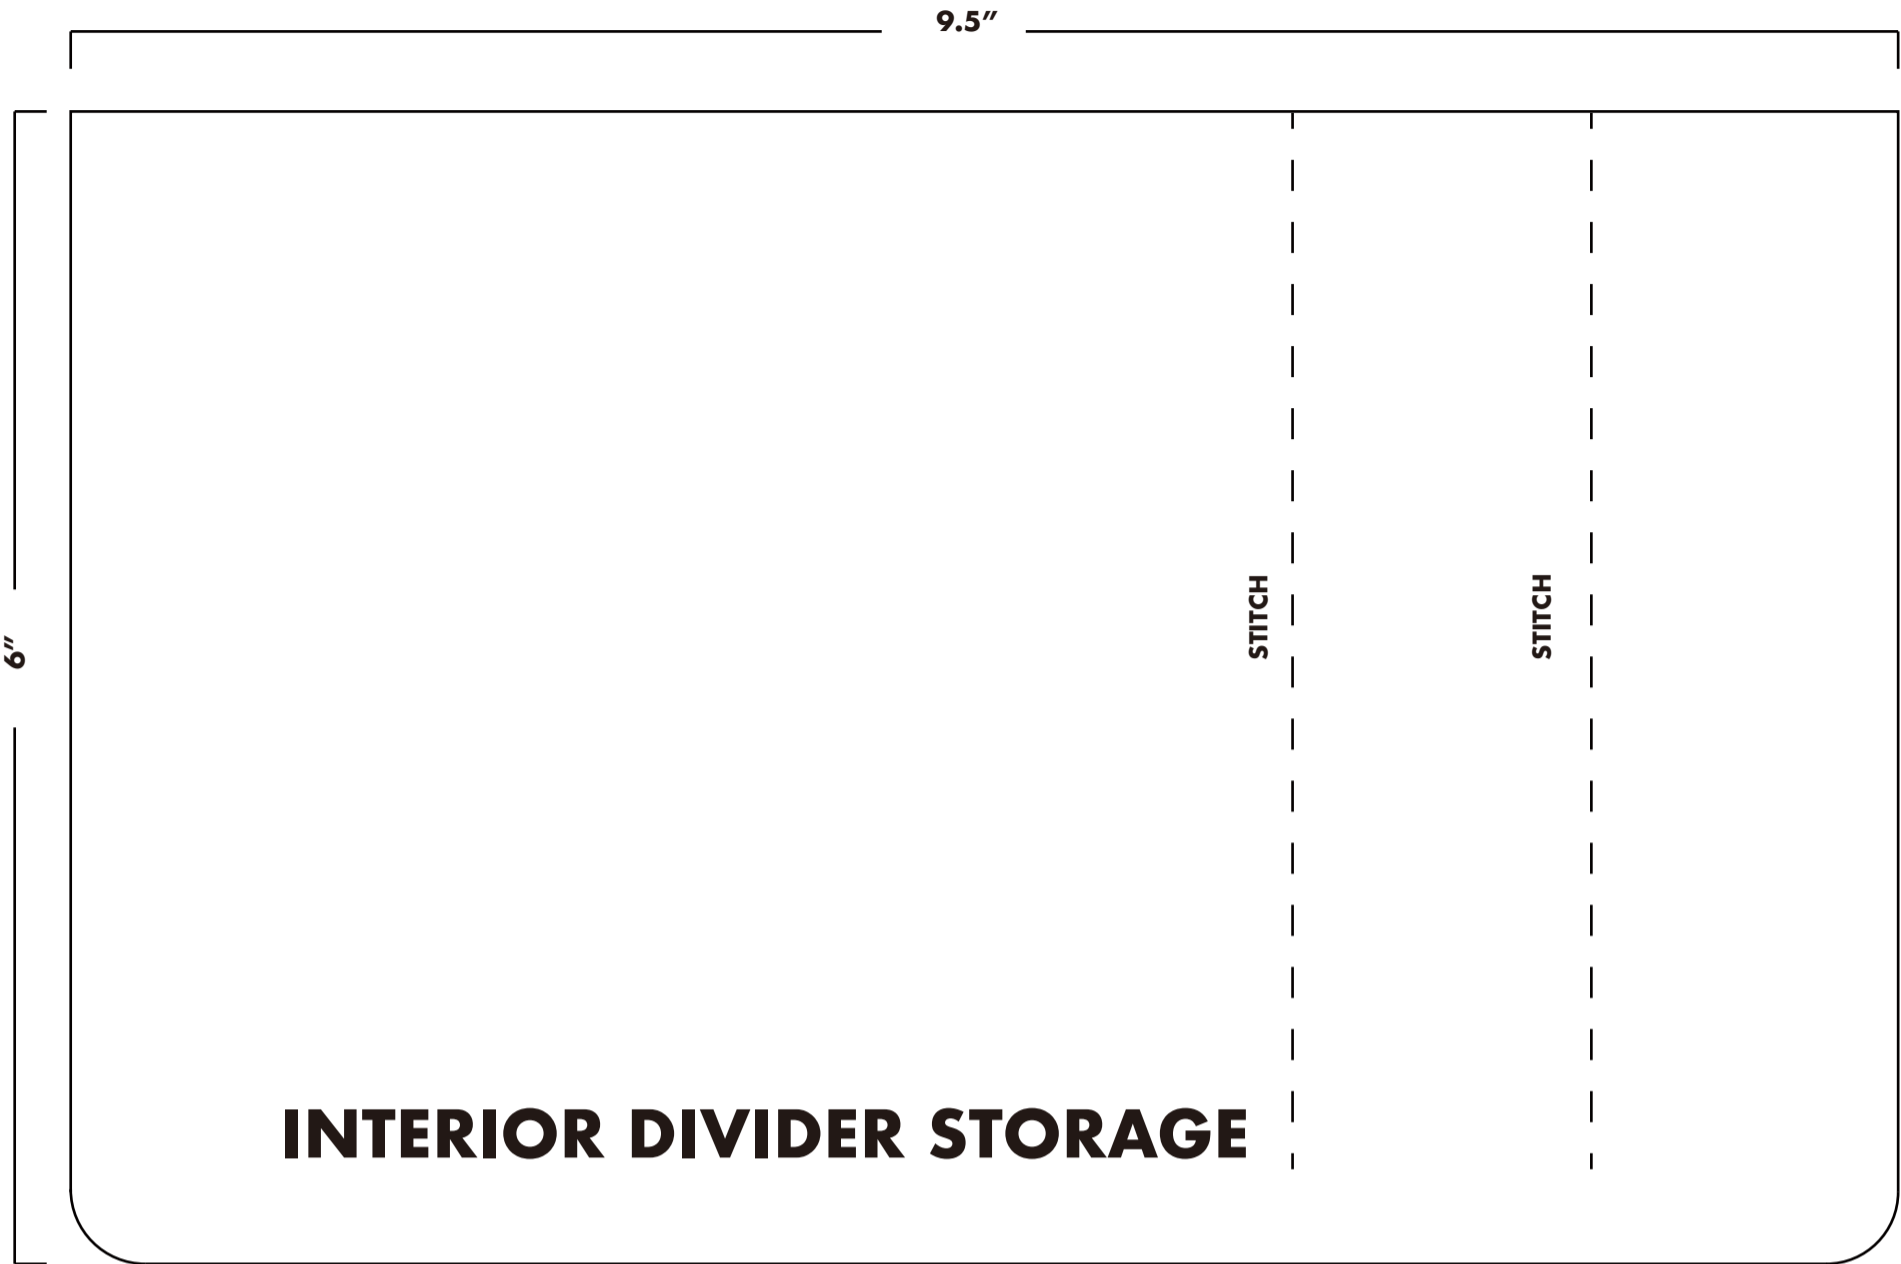 9.5″
6″
STITCH
STITCH
INTERIOR DIVIDER STORAGE